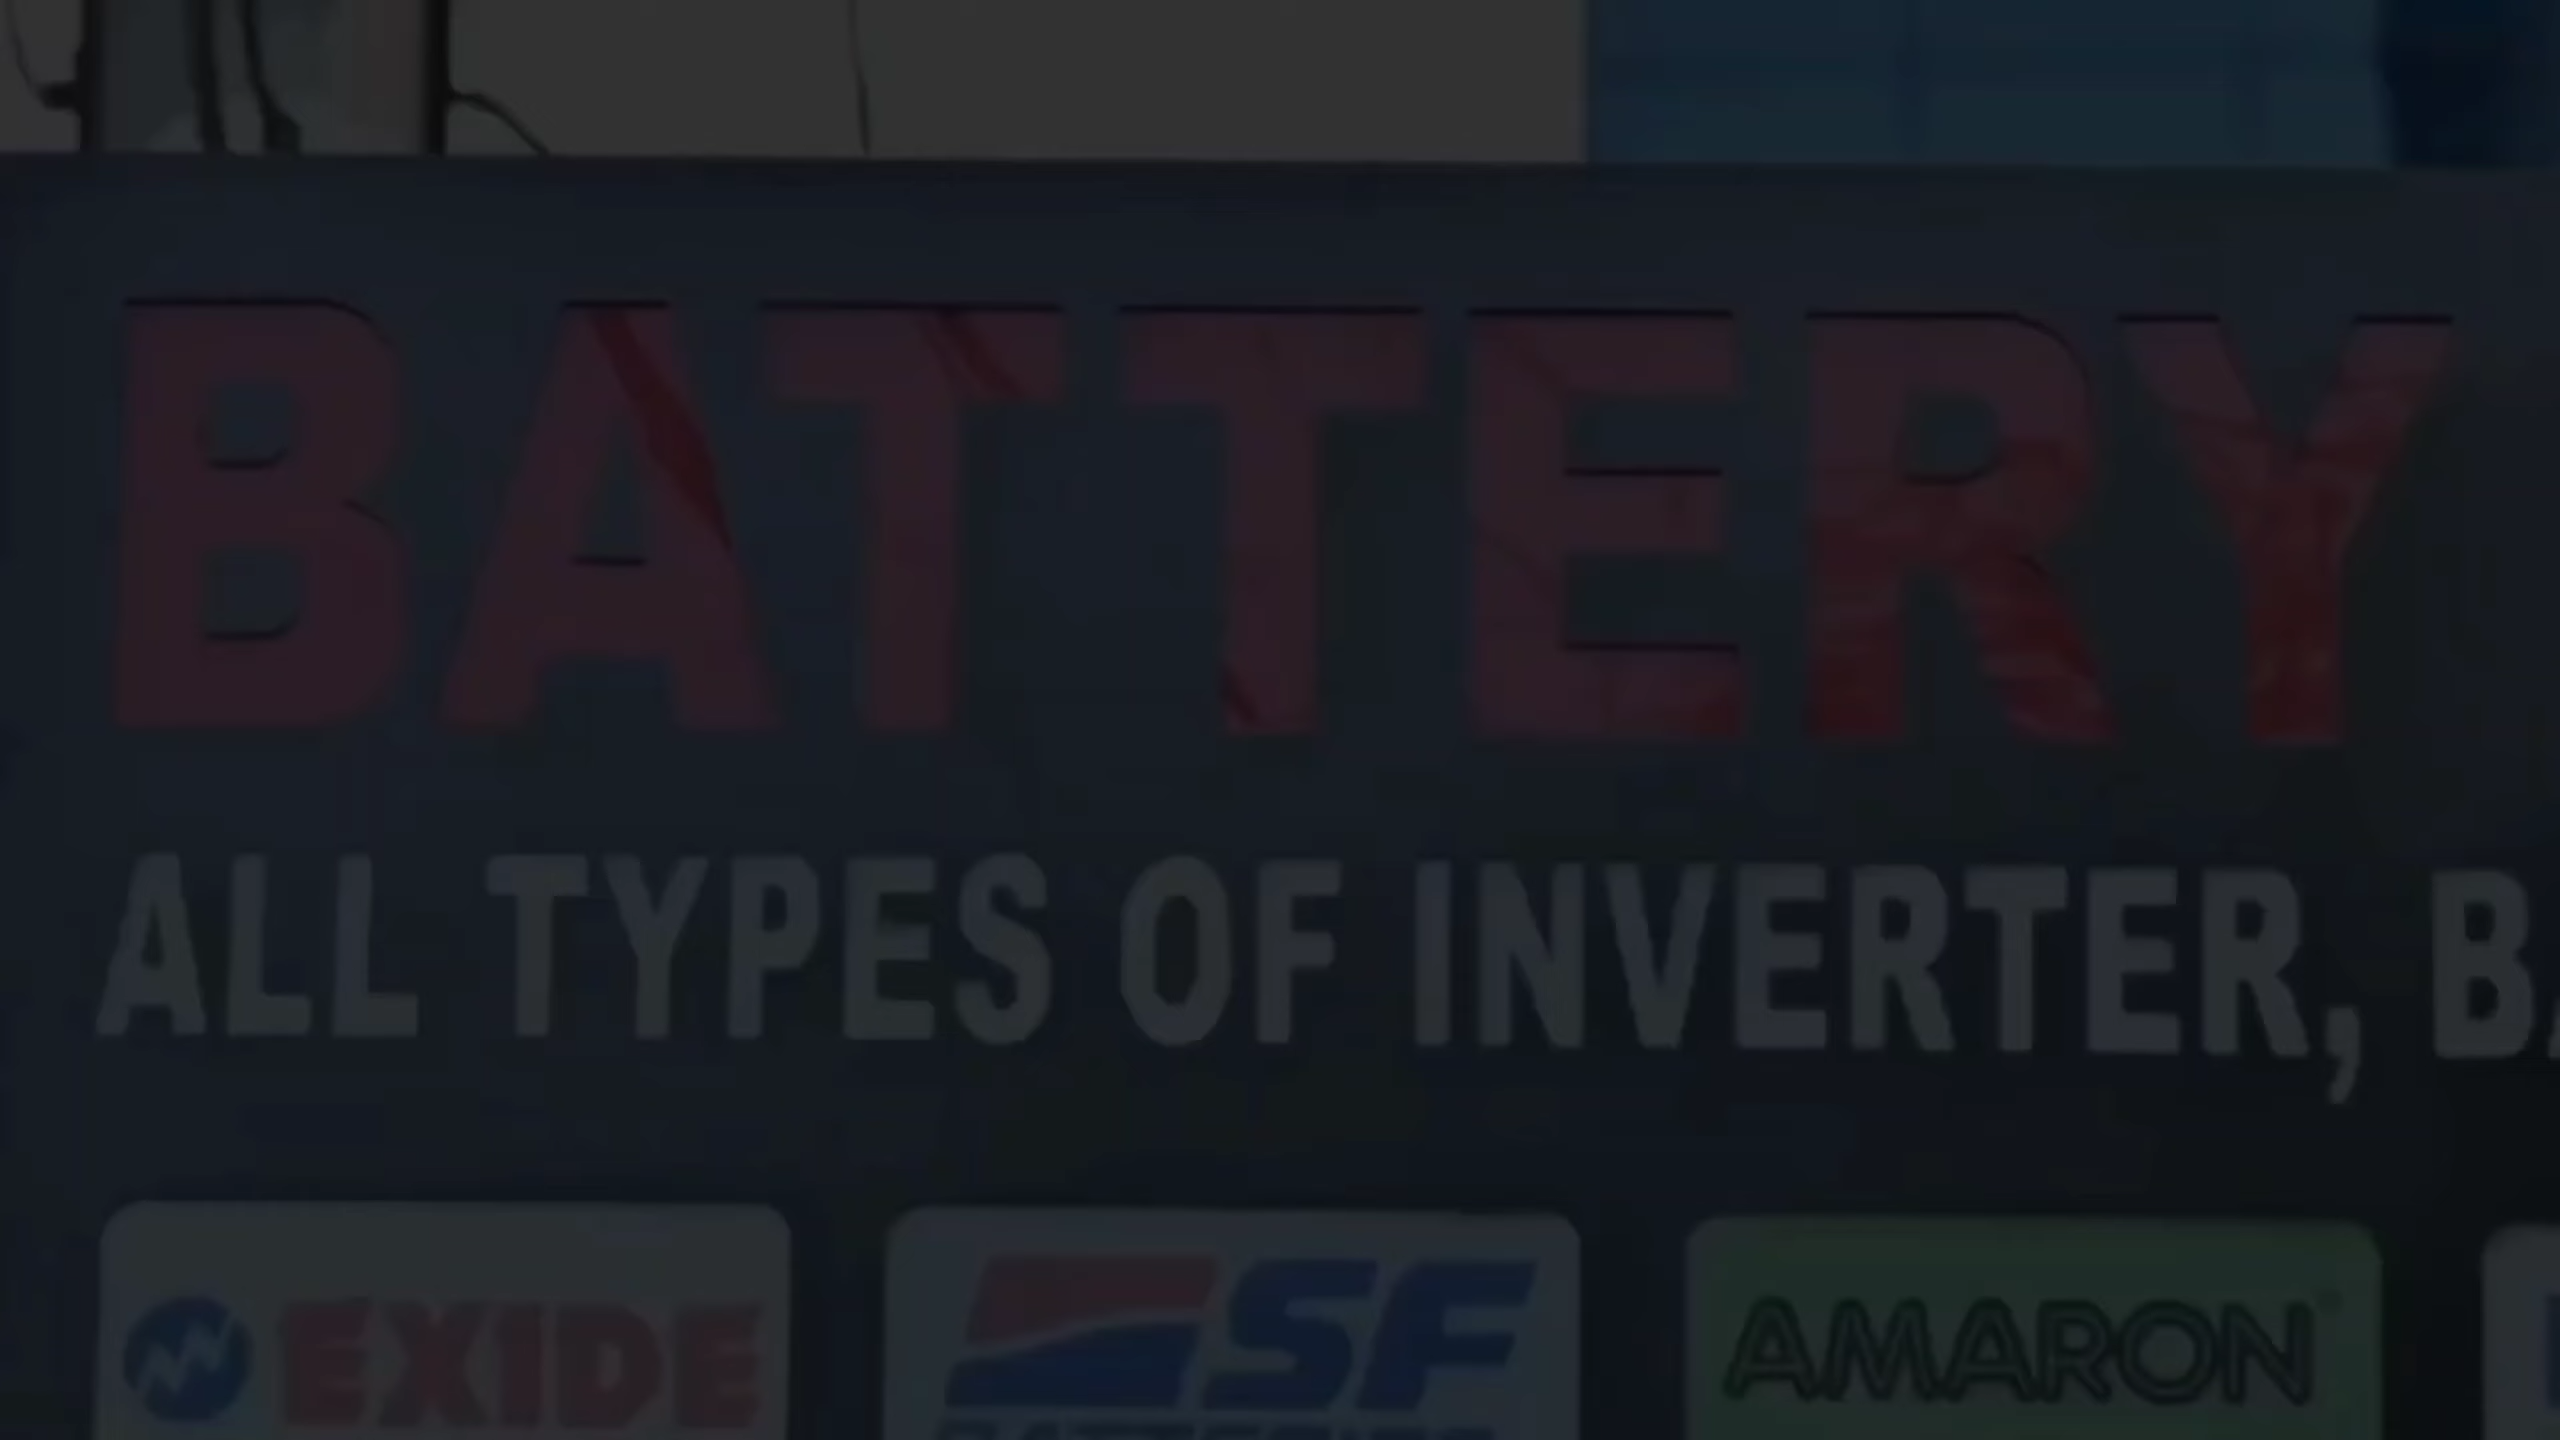 BATTERY
ALL TYPES OF INVERTER,
EXIDE SF AMARON